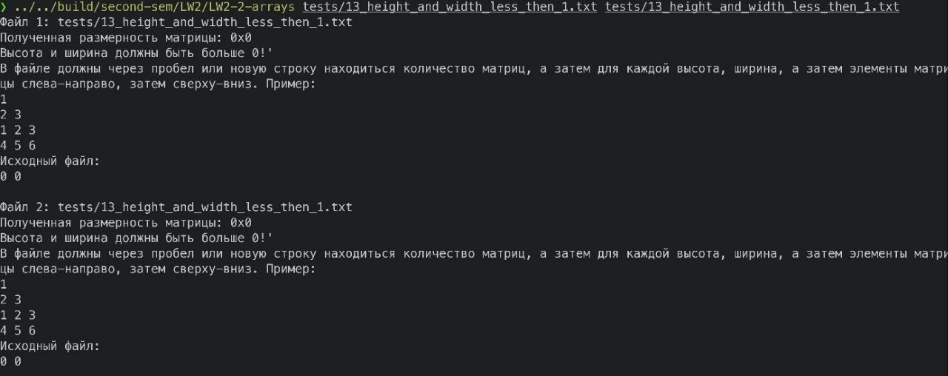 ❯ ../../build/second-sem/LW2/LW2-2-arrays tests/13_height_and_width_less_then_1.txt tests/13_height_and_width_less_then_1.txt
Файл 1: tests/13_height_and_width_less_then_1.txt
Полученная размерность матрицы: 0x0
Высота и ширина должны быть больше 0!'
В файле должны через пробел или новую строку находиться количество матриц, а затем для каждой высота, ширина, а затем элементы матри
цы слева-направо, затем сверху-вниз. Пример:
1
2 3
1 2 3
4 5 6
Исходный файл:
0 0

Файл 2: tests/13_height_and_width_less_then_1.txt
Полученная размерность матрицы: 0x0
Высота и ширина должны быть больше 0!'
В файле должны через пробел или новую строку находиться количество матриц, а затем для каждой высота, ширина, а затем элементы матри
цы слева-направо, затем сверху-вниз. Пример:
1
2 3
1 2 3
4 5 6
Исходный файл:
0 0